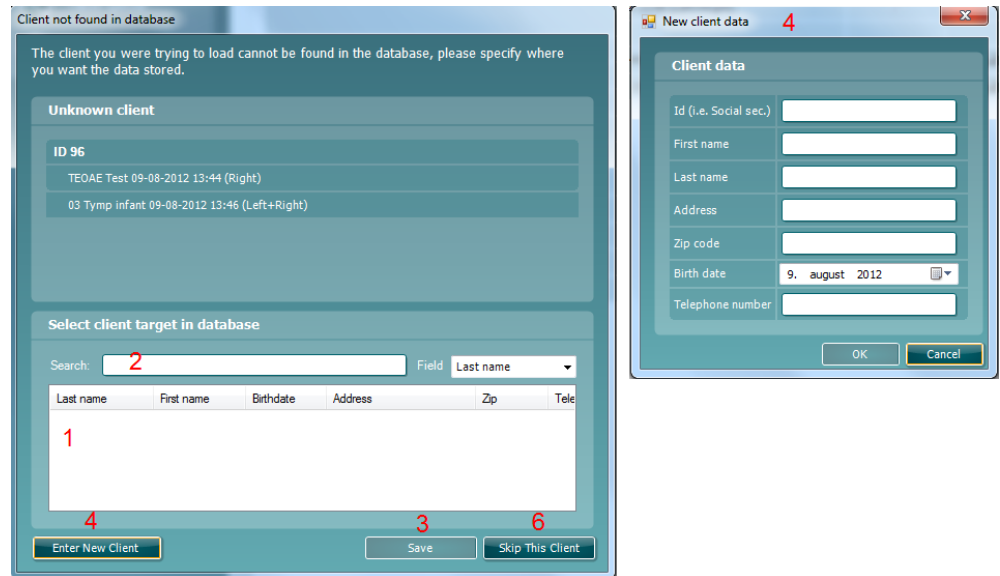 Client not found in database
The client you were trying to load cannot be found in the database, please specify where
you want the data stored.
Unknown client
ID 96
TEOAE Test 09-08-2012 13:44 (Right)
03 Tymp infant 09-08-2012 13:46 (Left+Right)
Select client target in database
Search: 2 Field Last name
Last name First name Birthdate Address Zip Tele
1
4 3 6
Enter New Client Save Skip This Client
New client data 4
Client data
Id (i.e. Social sec.)
First name
Last name
Address
Zip code
Birth date 9. august 2012
Telephone number
OK Cancel